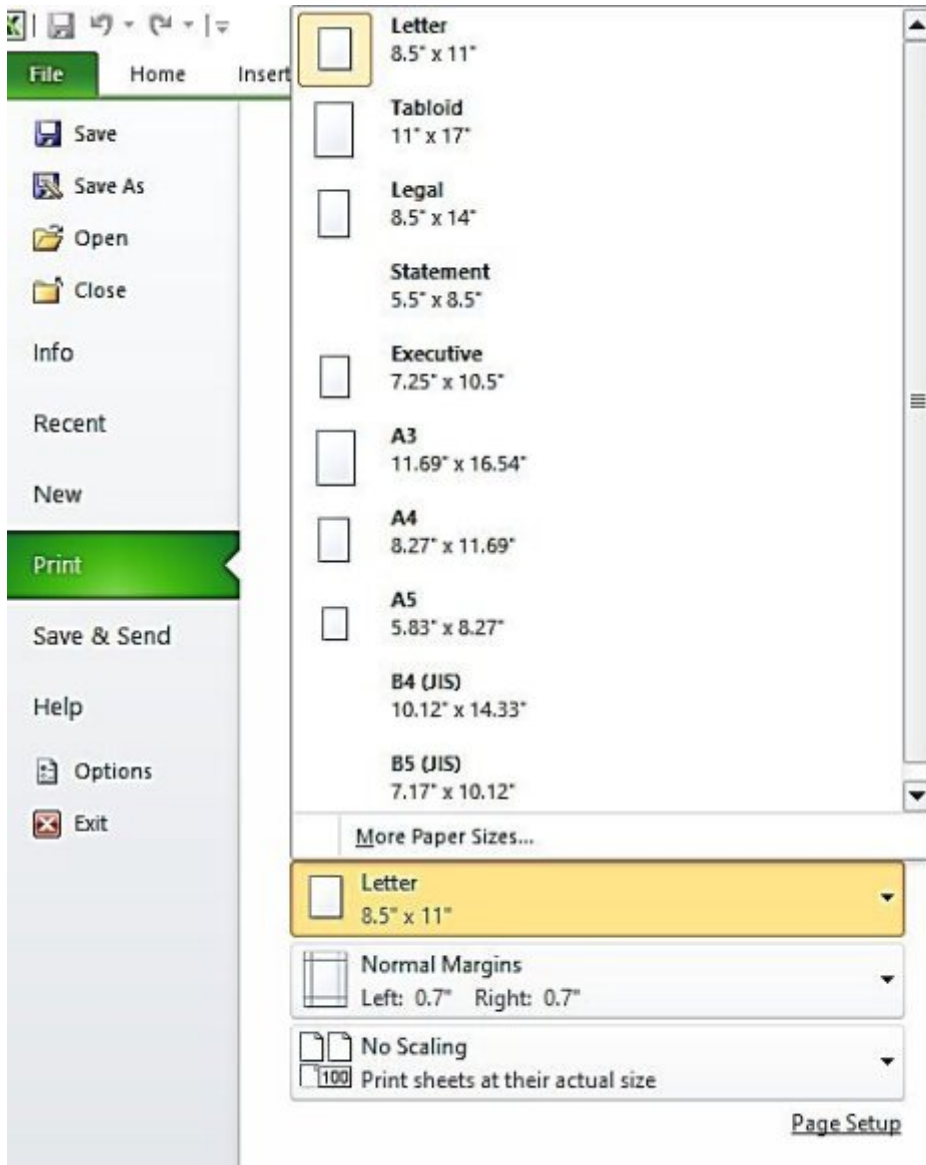 File Home Insert
Save
Save As
Open
Close
Info
Recent
New
Print
Save & Send
Help
Options
Exit
Letter
8.5" x 11"
Tabloid
11" x 17"
Legal
8.5" x 14"
Statement
5.5" x 8.5"
Executive
7.25" x 10.5"
A3
11.69" x 16.54"
A4
8.27" x 11.69"
A5
5.83" x 8.27"
B4 (JIS)
10.12" x 14.33"
B5 (JIS)
7.17" x 10.12"
More Paper Sizes...
Letter
8.5" x 11"
Normal Margins
Left: 0.7" Right: 0.7"
No Scaling
100 Print sheets at their actual size
Page Setup